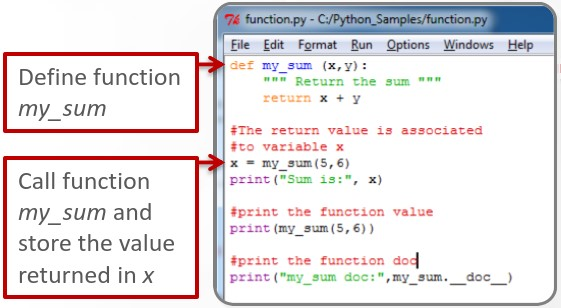 Define function
my_sum
Call function
my_sum and
store the value
returned in x
function.py - C:/Python_Samples/function.py
File Edit Format Run Options Windows Help
def my_sum (x,y):
    """ Return the sum """
    return x + y
#The return value is associated
#to variable x
x = my_sum(5,6)
print("Sum is:", x)
#print the function value
print(my_sum(5,6))
#print the function doc
print("my_sum doc:",my_sum.__doc__)